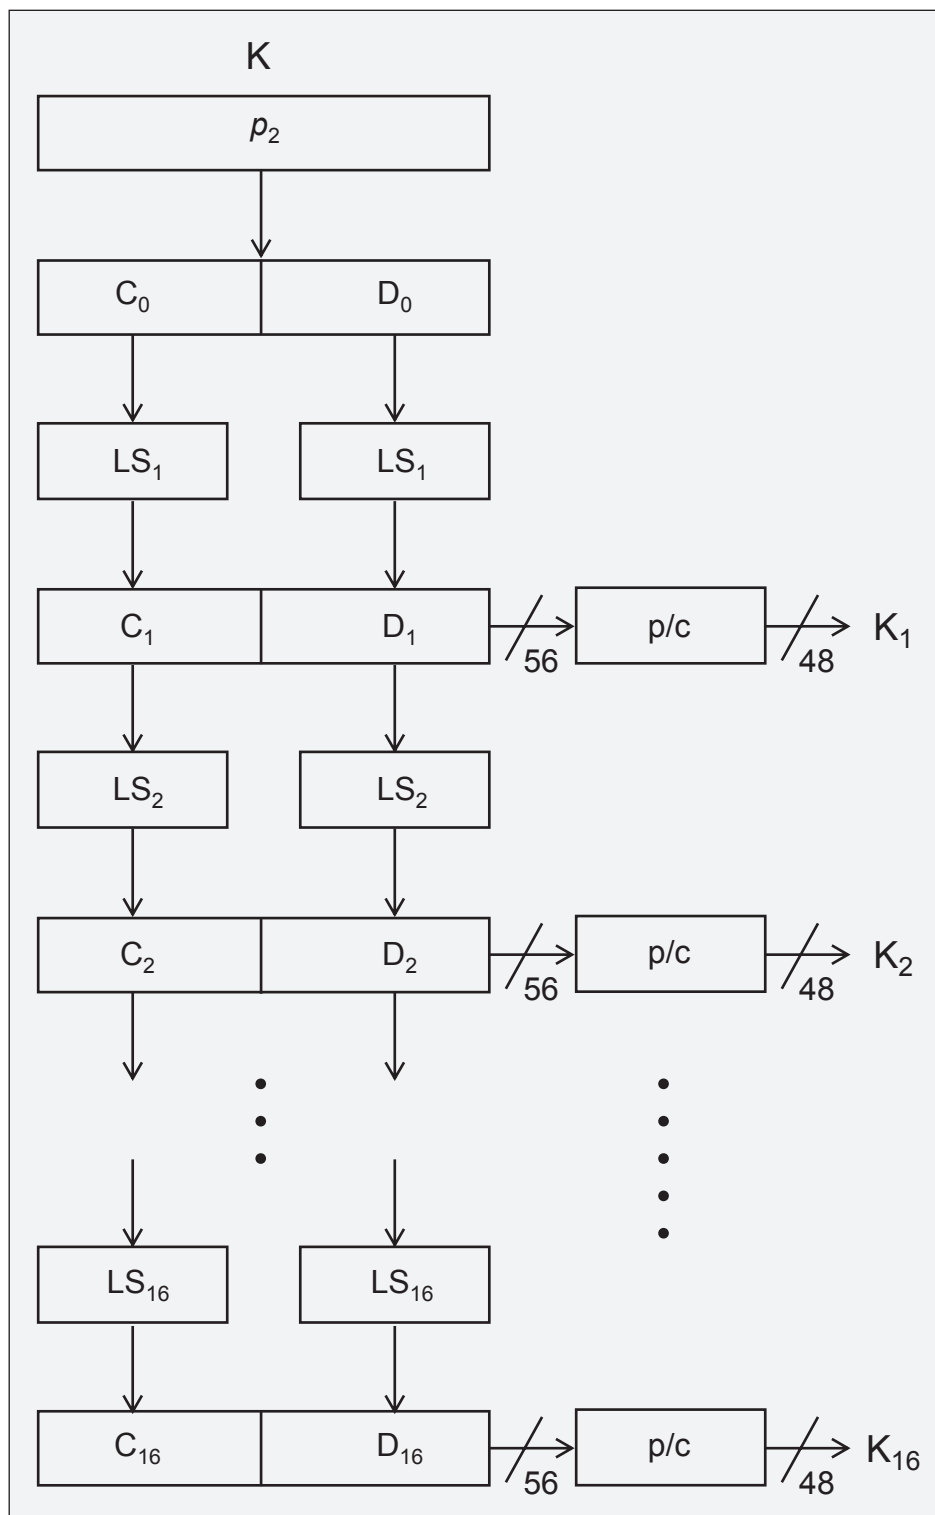 K
p₂
C₀ D₀
LS₁ LS₁
C₁ D₁ 56 p/c 48 K₁
LS₂ LS₂
C₂ D₂ 56 p/c 48 K₂
LS₁₆ LS₁₆
C₁₆ D₁₆ 56 p/c 48 K₁₆